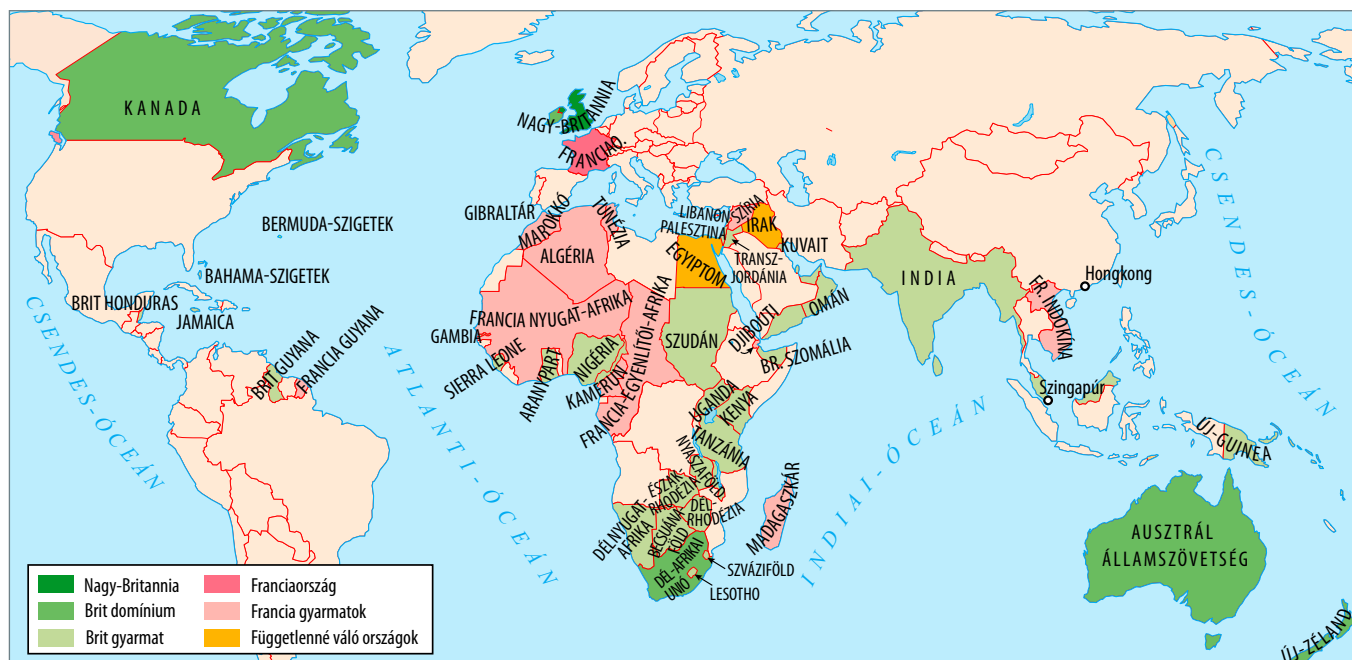 KANADA
NAGY-BRITANNIA
FRANCIAO.
GIBRALTÁR
MAROKKÓ
TUNÉZIA
ALGÉRIA
LIBANON
SZÍRIA
PALESZTINA
IRAK
EGYIPTOM
TRANSZ-
JORDÁNIA
KUVAIT
BERMUDA-SZIGETEK
BAHAMA-SZIGETEK
BRIT HONDURAS
JAMAICA
BRIT GUYANA
FRANCIA GUYANA
CSENDES-ÓCEÁN
ATLANTI-ÓCEÁN
FRANCIA NYUGAT-AFRIKA
GAMBIA
SIERRA LEONE
ARANYPART
NIGÉRIA
KAMERUN
FRANCIA-EGYENLÍTŐI-AFRIKA
SZUDÁN
DJIBOUTI
OMÁN
BR. SZOMÁLIA
UGANDA
KENYA
TANZÁNIA
NYASZAFÖLD
ÉSZAK-
RHODÉZIA
DÉL-
RHODÉZIA
DÉLNYUGAT-
AFRIKA
BECSUANA-
FÖLD
DÉL-AFRIKAI
UNIÓ
SZVÁZIFÖLD
LESOTHO
MADAGASZKÁR
INDIAI-ÓCEÁN
INDIA
Hongkong
FR. INDOKÍNA
Szingapúr
CSENDES-ÓCEÁN
ÚJ-GUINEA
AUSZTRÁL
ÁLLAMSZÖVETSÉG
ÚJ-ZÉLAND
Nagy-Britannia
Brit domínium
Brit gyarmat
Franciaország
Francia gyarmatok
Függetlenné váló országok